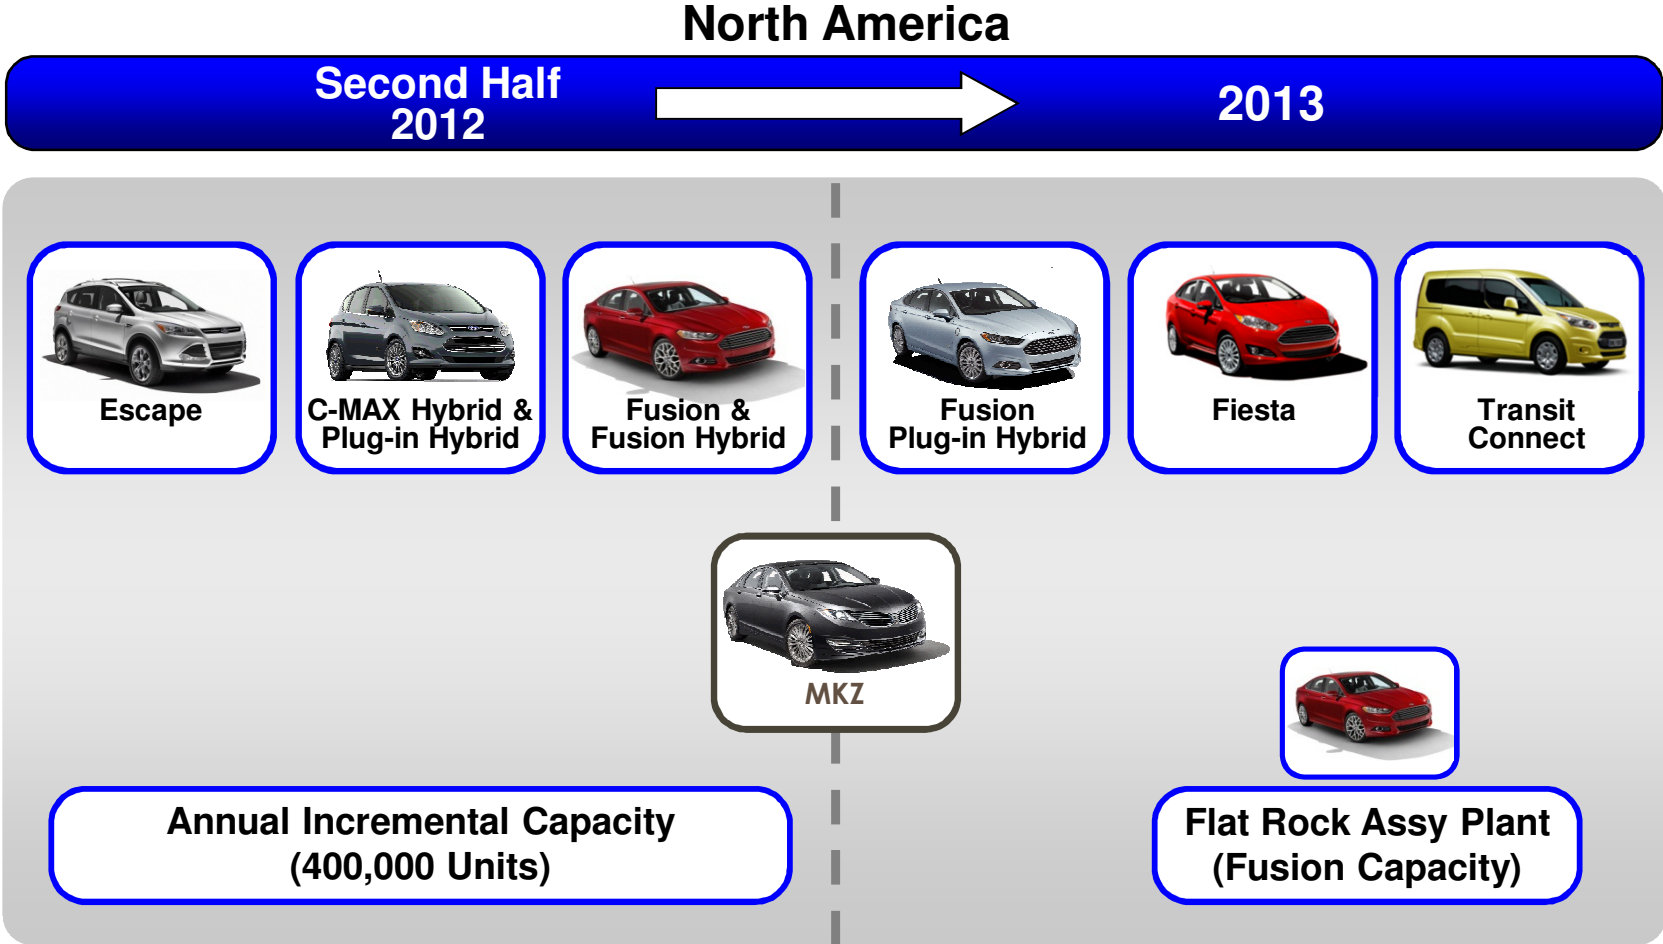 North America
Second Half
2012
2013
Escape
C-MAX Hybrid &
Plug-in Hybrid
Fusion &
Fusion Hybrid
Fusion
Plug-in Hybrid
Fiesta
Transit
Connect
MKZ
Annual Incremental Capacity
(400,000 Units)
Flat Rock Assy Plant
(Fusion Capacity)